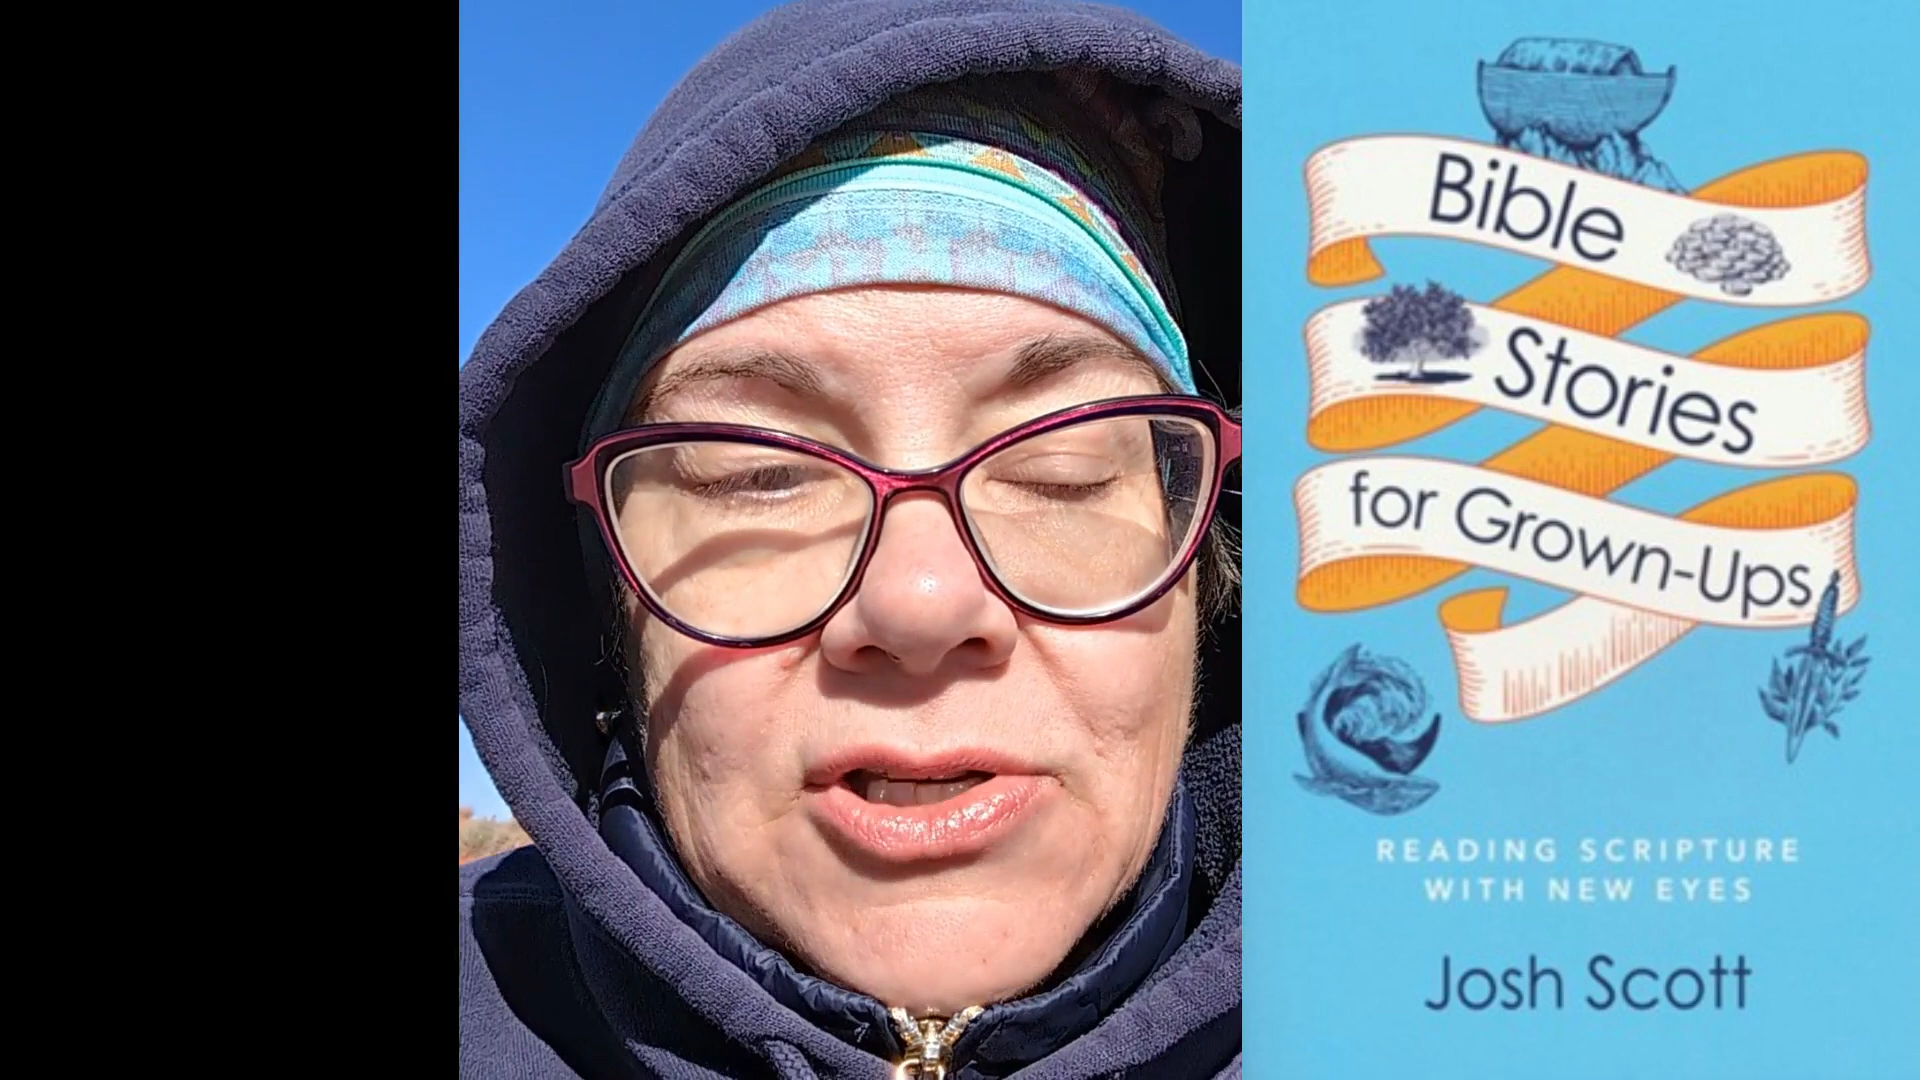 Bible
Stories
for Grown-Ups
READING SCRIPTURE
WITH NEW EYES
Josh Scott